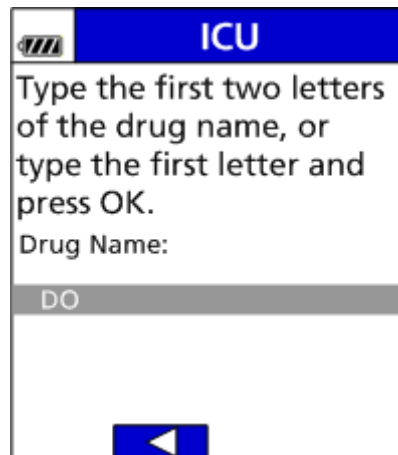 ICU
Type the first two letters
of the drug name, or
type the first letter and
press OK.
Drug Name:
DO